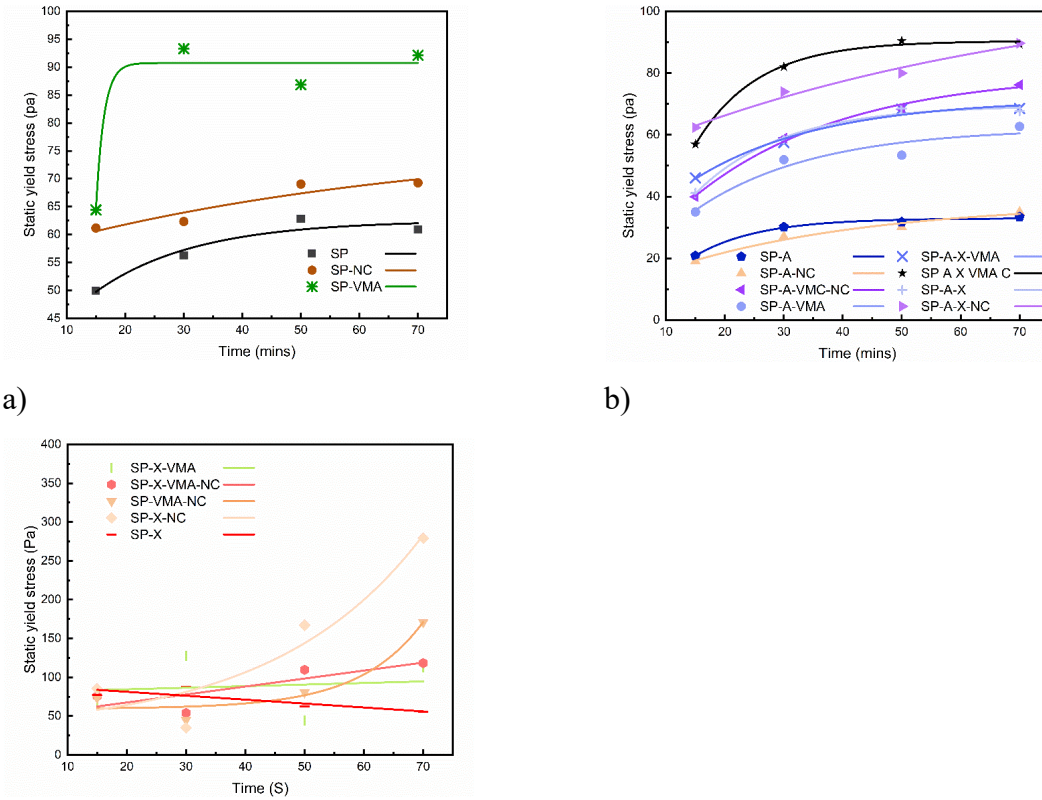 100
95
90
85
80
75
70
65
60
55
50
45
Static yield stress (pa)
SP
SP-NC
SP-VMA
10 20 30 40 50 60 70
Time (mins)
a)
100
80
60
40
20
0
Static yield stress (pa)
SP-A
SP-A-NC
SP-A-VMC-NC
SP-A-VMA
SP-A-X-VMA
SP A X VMA C
SP-A-X
SP-A-X-NC
10 20 30 40 50 60 70
Time (mins)
b)
400
350
300
250
200
150
100
50
0
Static yield stress (Pa)
SP-X-VMA
SP-X-VMA-NC
SP-VMA-NC
SP-X-NC
SP-X
10 20 30 40 50 60 70
Time (S)